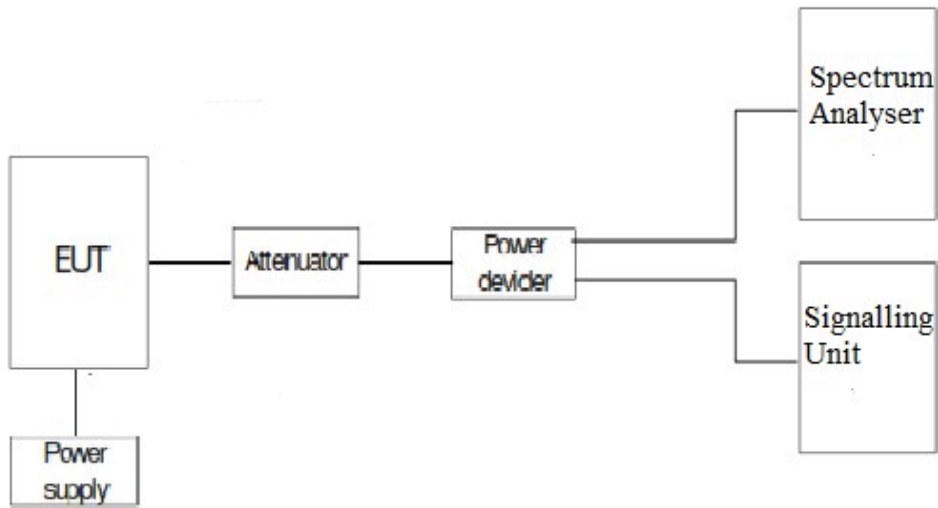 Spectrum
Analyser
EUT
Attenuator
Power
devider
Signalling
Unit
Power
supply